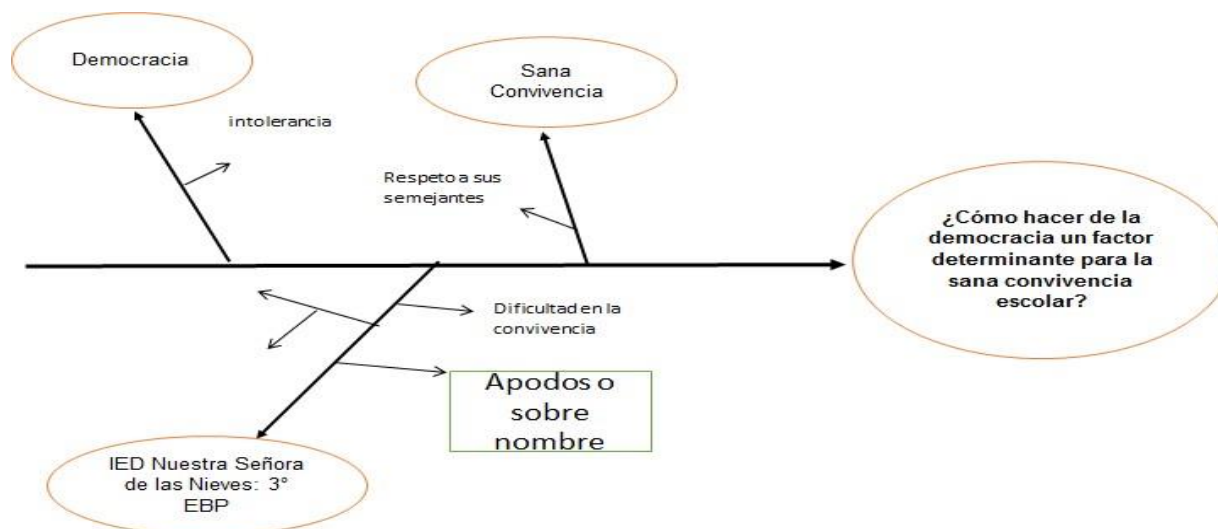 Democracia
intolerancia
Sana
Convivencia
Respeto a sus
semejantes
¿Cómo hacer de la
democracia un factor
determinante para la
sana convivencia
escolar?
Dificultad en la
convivencia
Apodos o
sobre
nombre
IED Nuestra Señora
de las Nieves: 3°
EBP